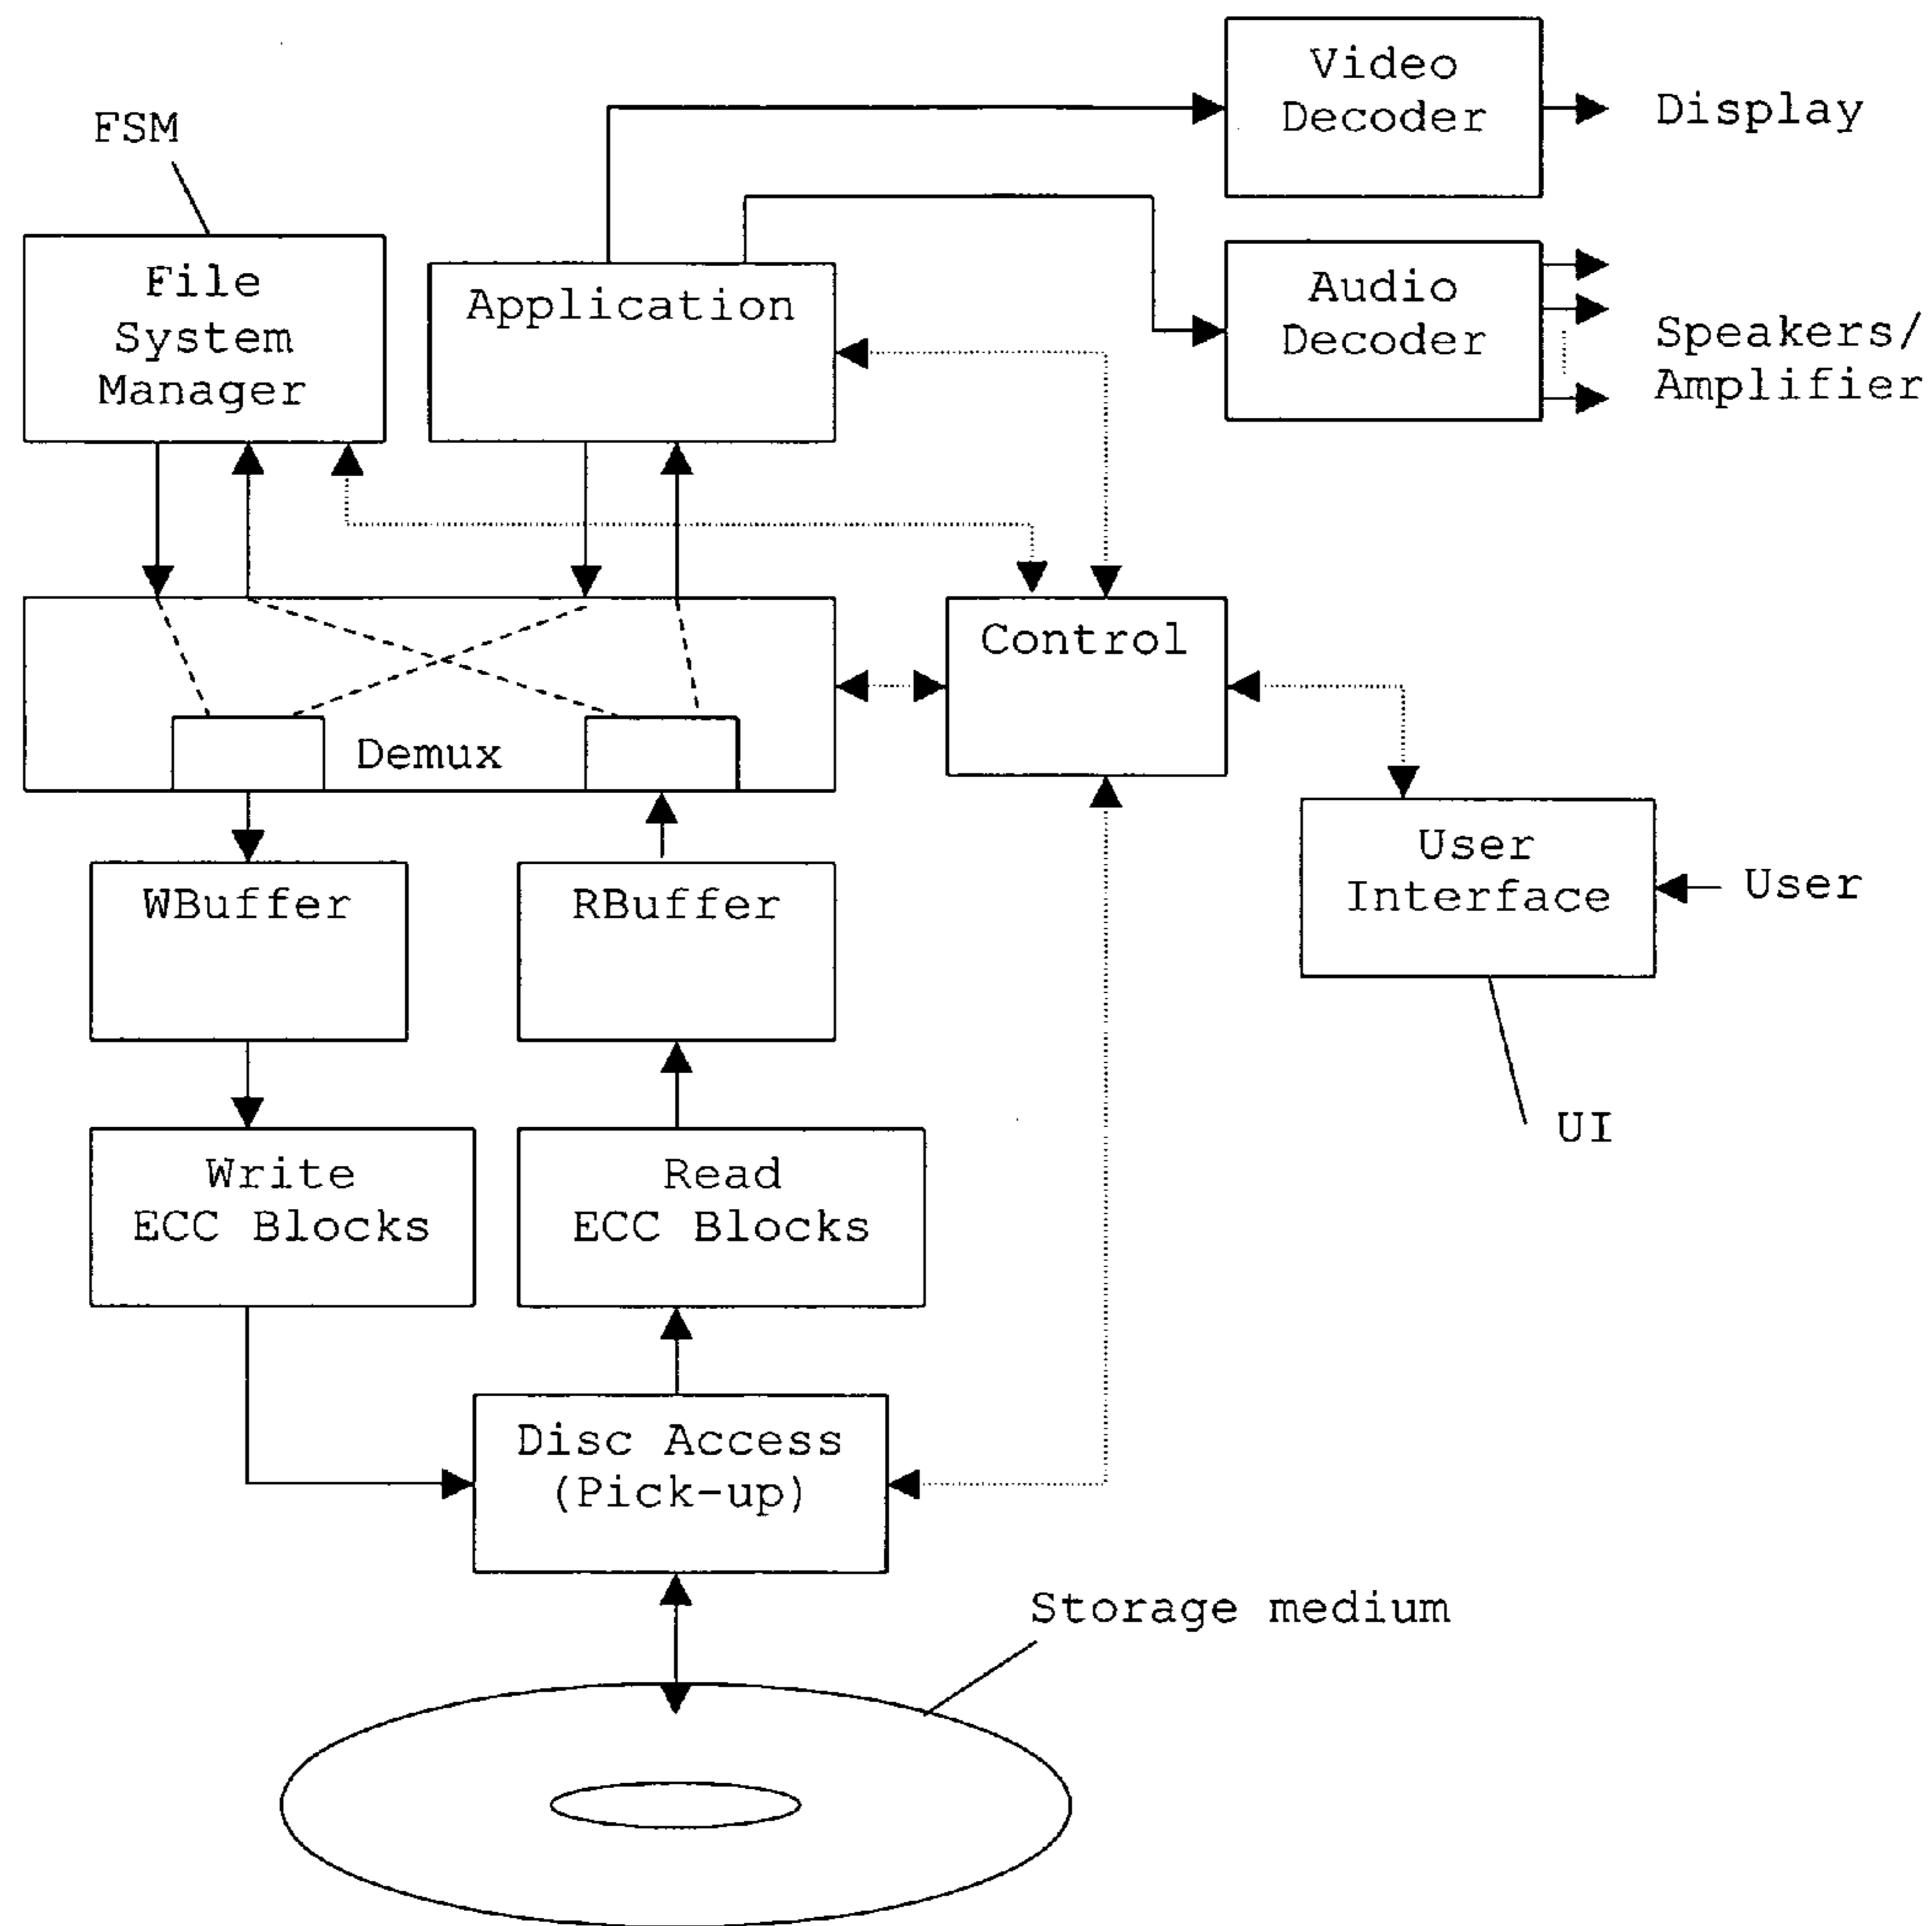 Video
Decoder
Display
FSM
File
System
Manager
Application
Audio
Decoder
Speakers/
Amplifier
Control
Demux
User
Interface
User
WBuffer
RBuffer
UI
Write
ECC Blocks
Read
ECC Blocks
Disc Access
(Pick-up)
Storage medium